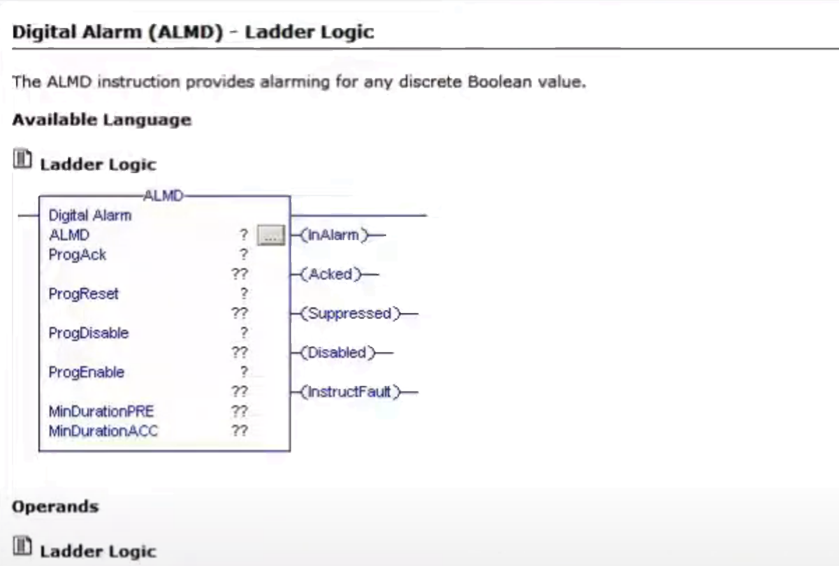 Digital Alarm (ALMD) - Ladder Logic
The ALMD instruction provides alarming for any discrete Boolean value.
Available Language
Ladder Logic
ALMD
Digital Alarm
ALMD ? ... (InAlarm)
ProgAck ?
?? (Acked)
ProgReset ?
?? (Suppressed)
ProgDisable ?
?? (Disabled)
ProgEnable ?
?? (InstructFault)
MinDurationPRE ??
MinDurationACC ??
Operands
Ladder Logic